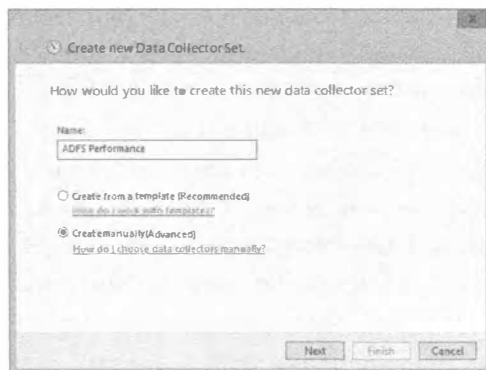 Create new Data Collector Set.
How would you like to create this new data collector set?
Name:
ADFS Performance
Create from a template (Recommended)
How do I work with templates?
Create manually (Advanced)
How do I choose data collectors manually?
Next Finish Cancel